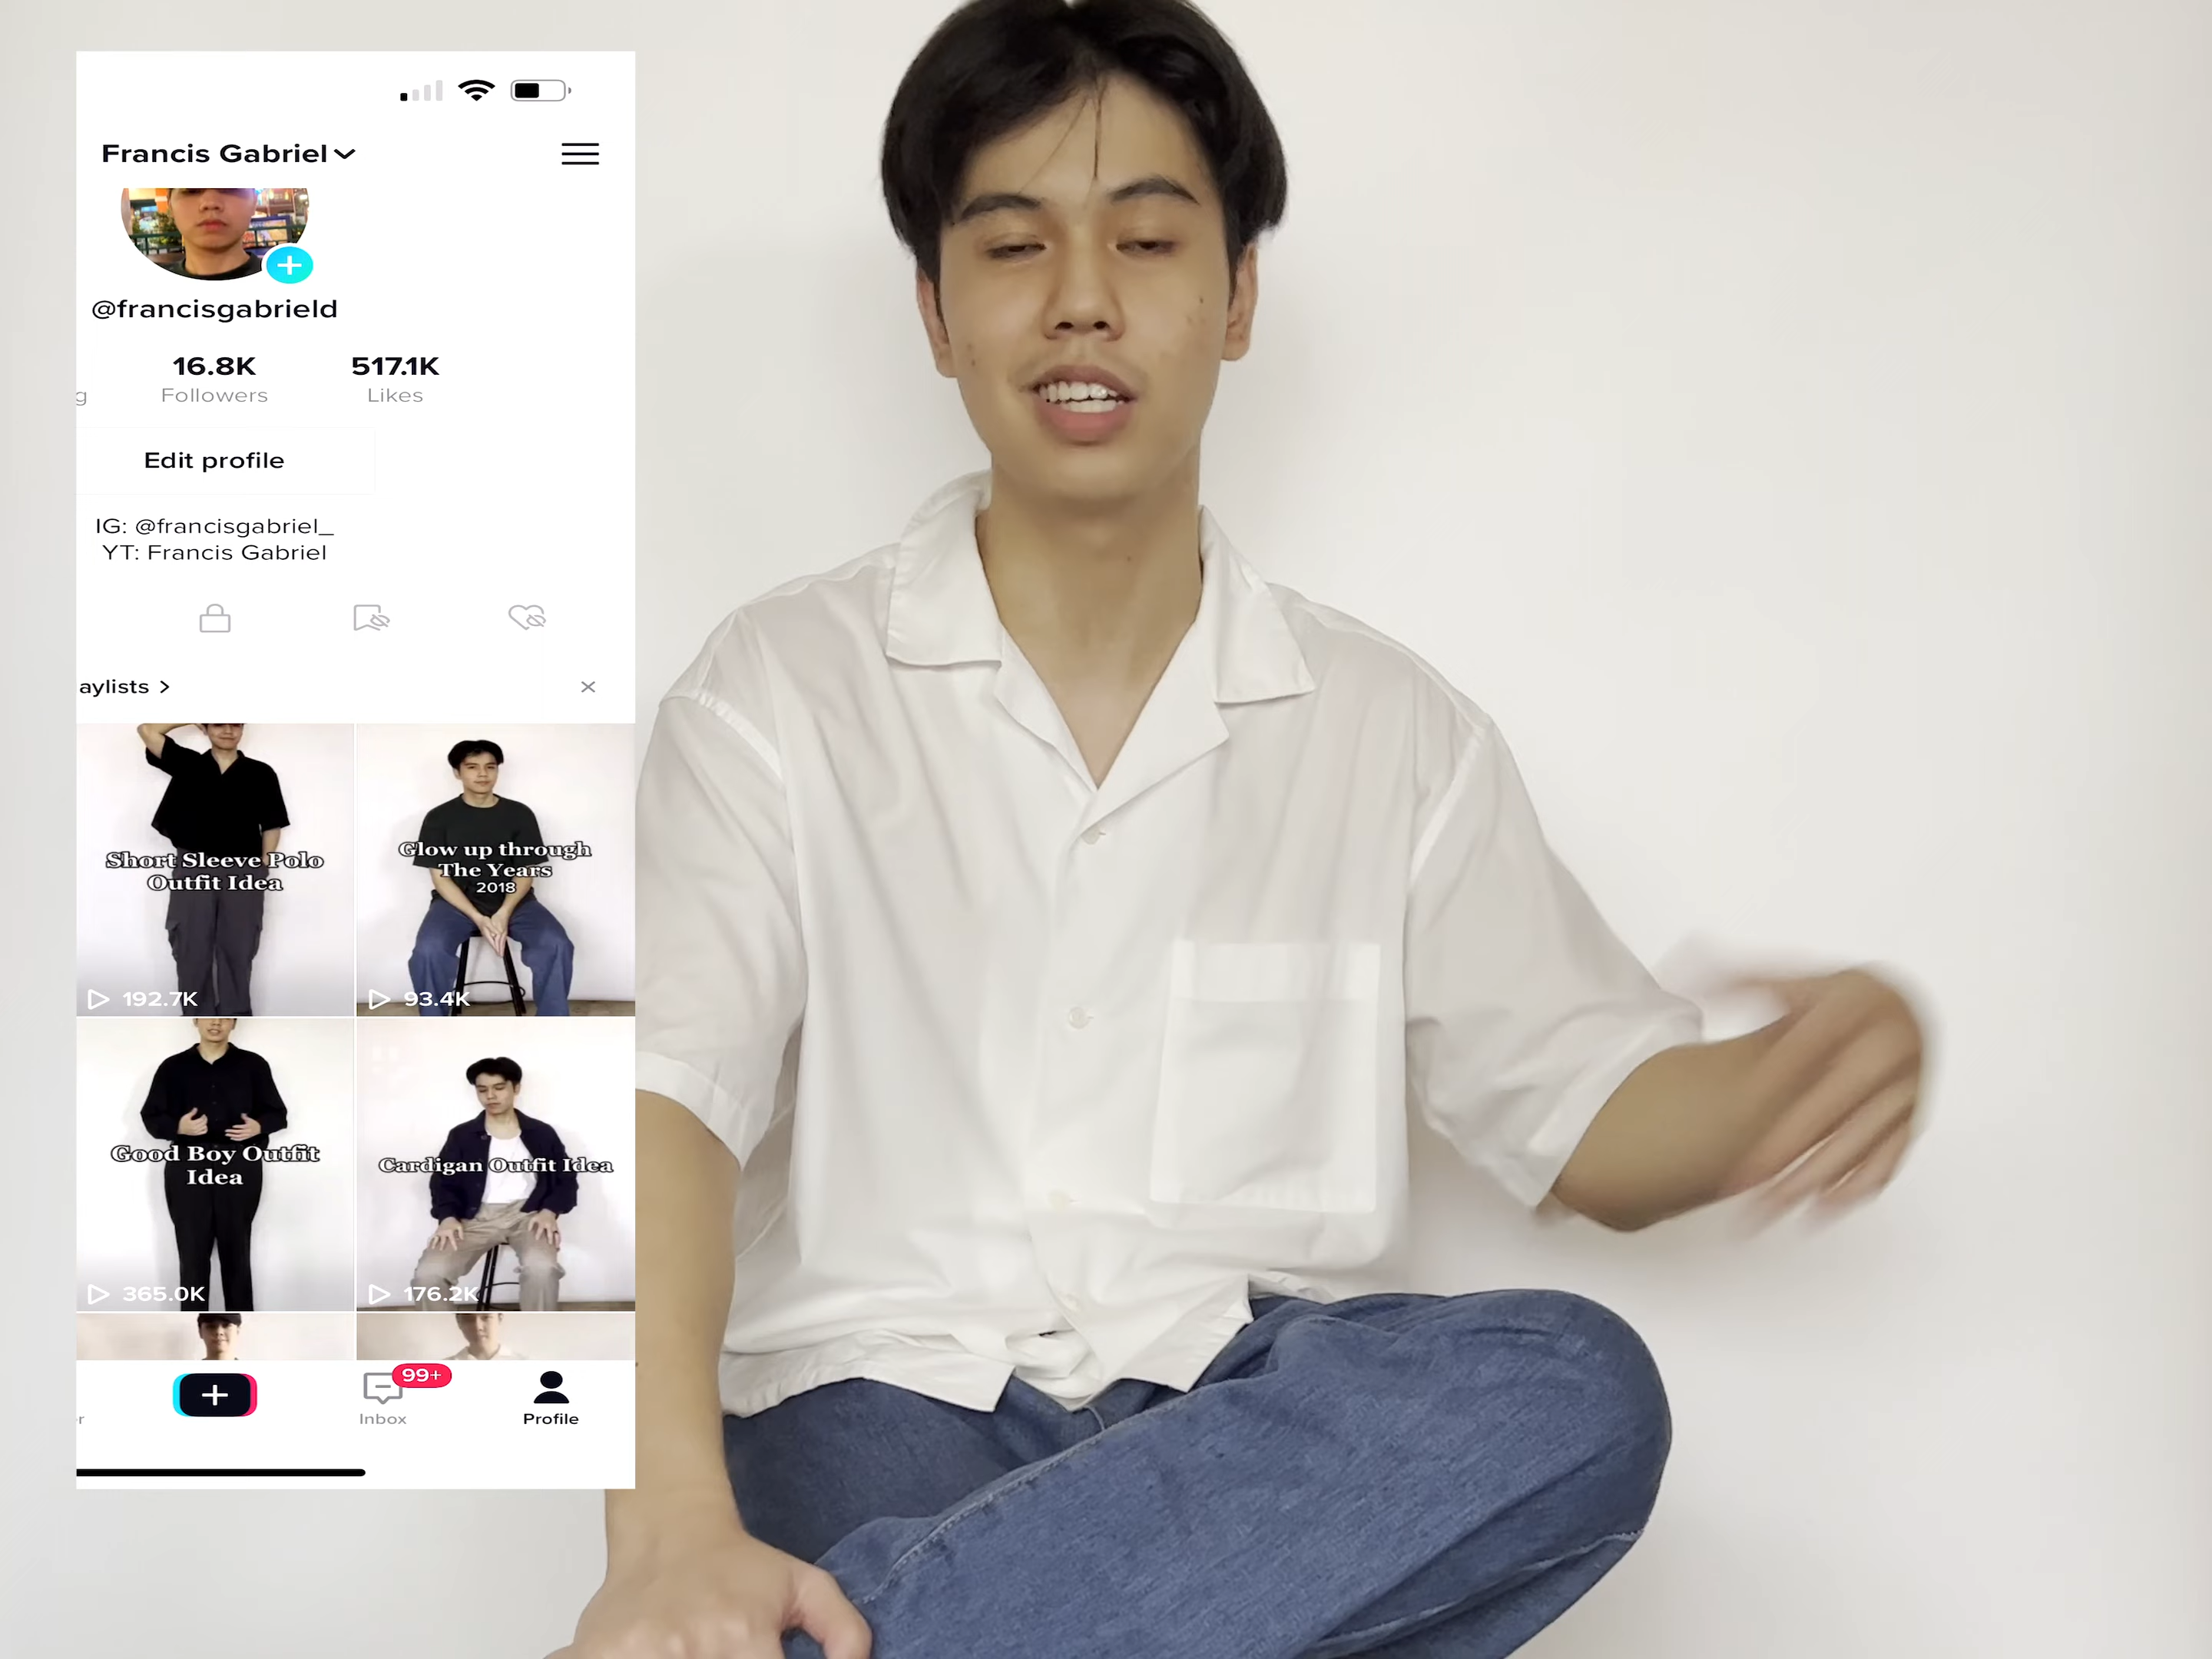 Francis Gabriel
@francisgabrield
16.8K 517.1K
g Followers Likes
Edit profile
IG: @francisgabriel_
YT: Francis Gabriel
aylists >
Short Sleeve Polo
Outfit Idea
192.7K
Glow up through
The Years
2018
93.4K
Good Boy Outfit
Idea
365.0K
Cardigan Outfit Idea
176.2K
99+
r Inbox Profile